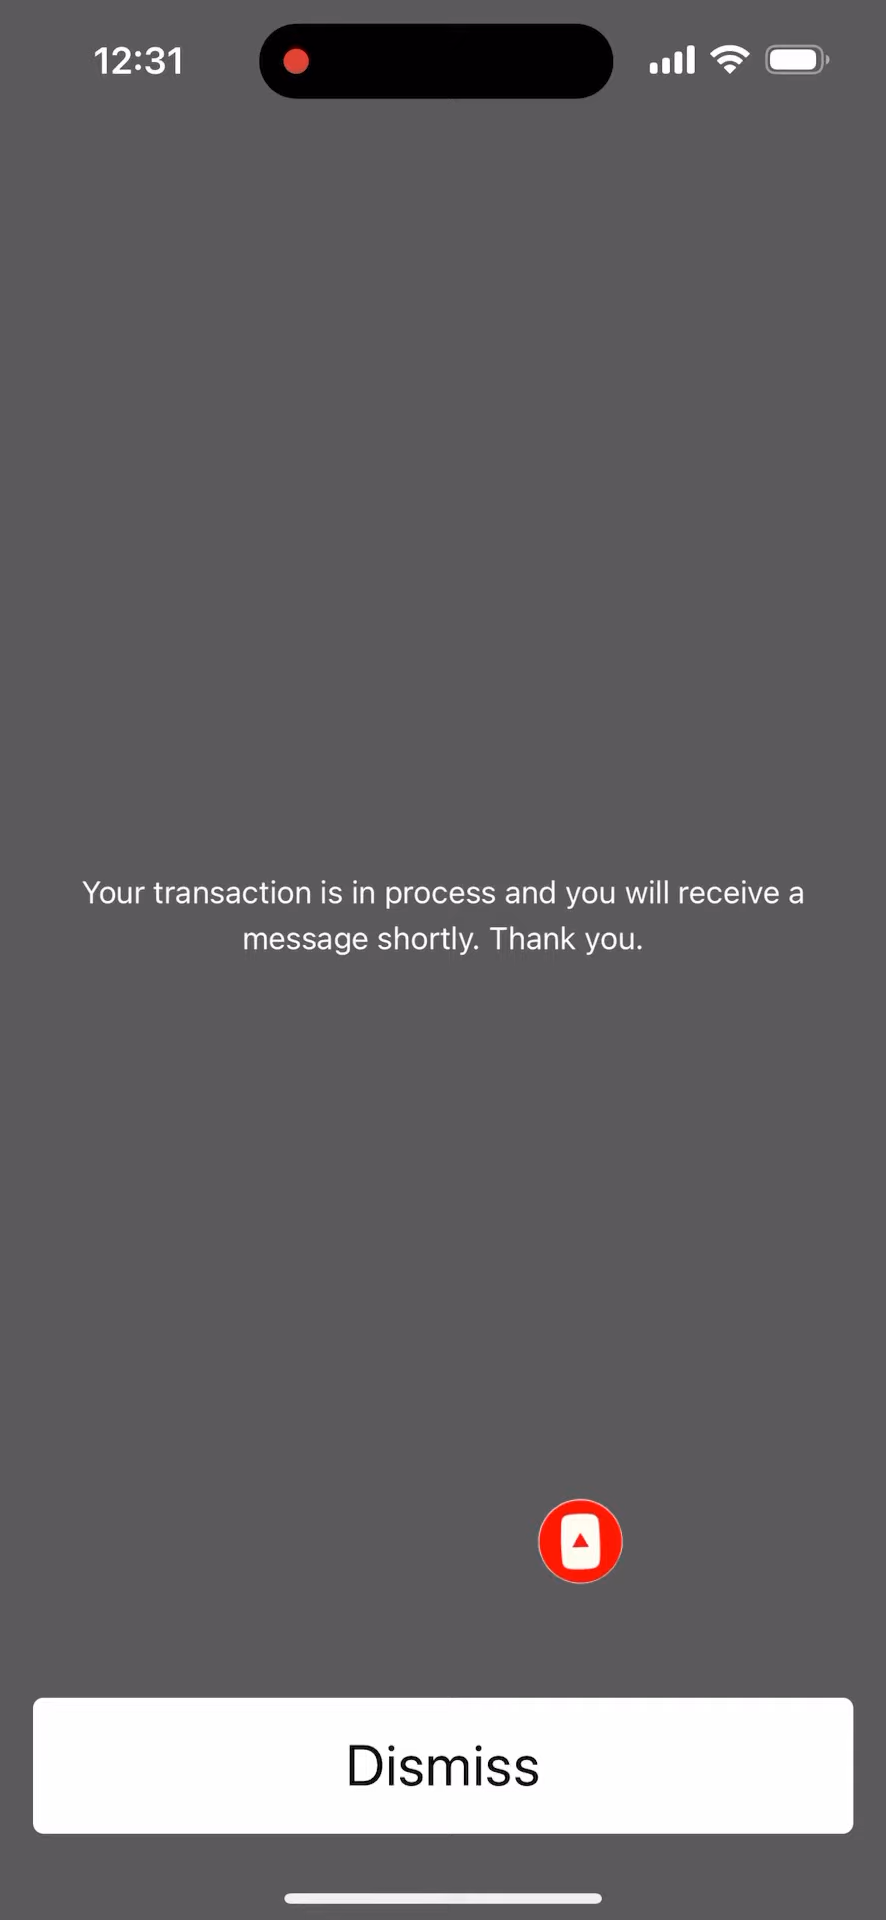 12:31
Your transaction is in process and you will receive a
message shortly. Thank you.
Dismiss